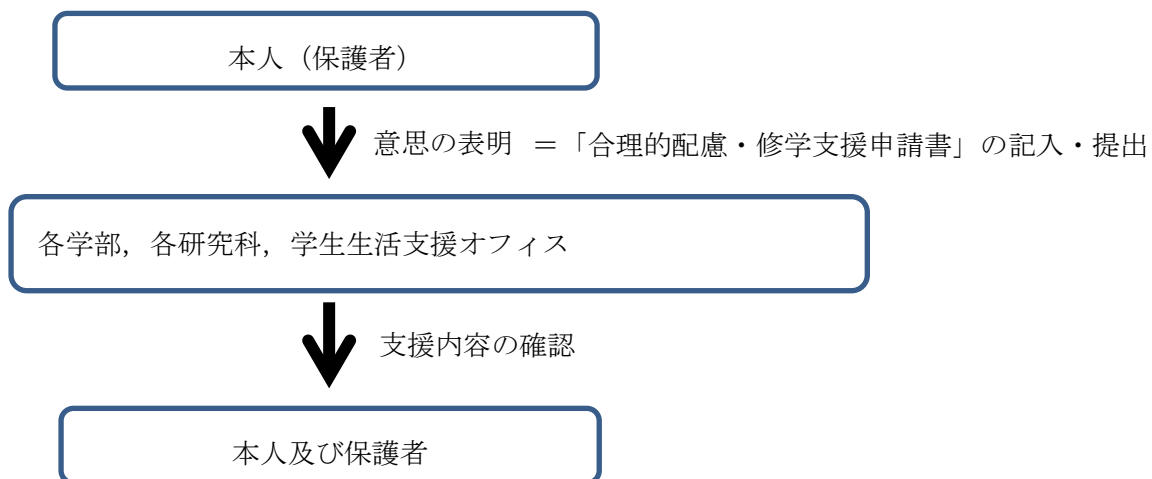 本人（保護者）
意思の表明 ＝「合理的配慮・修学支援申請書」の記入・提出
各学部，各研究科，学生生活支援オフィス
支援内容の確認
本人及び保護者